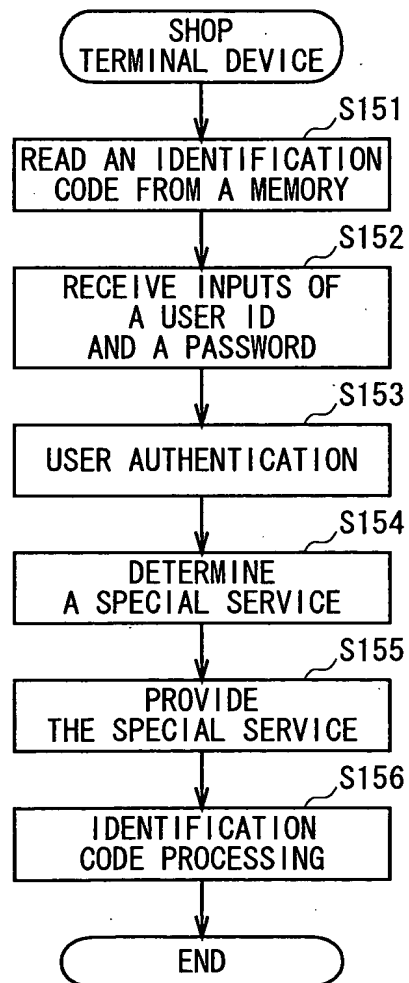 SHOP
TERMINAL DEVICE
S151
READ AN IDENTIFICATION
CODE FROM A MEMORY
S152
RECEIVE INPUTS OF
A USER ID
AND A PASSWORD
S153
USER AUTHENTICATION
S154
DETERMINE
A SPECIAL SERVICE
S155
PROVIDE
THE SPECIAL SERVICE
S156
IDENTIFICATION
CODE PROCESSING
END